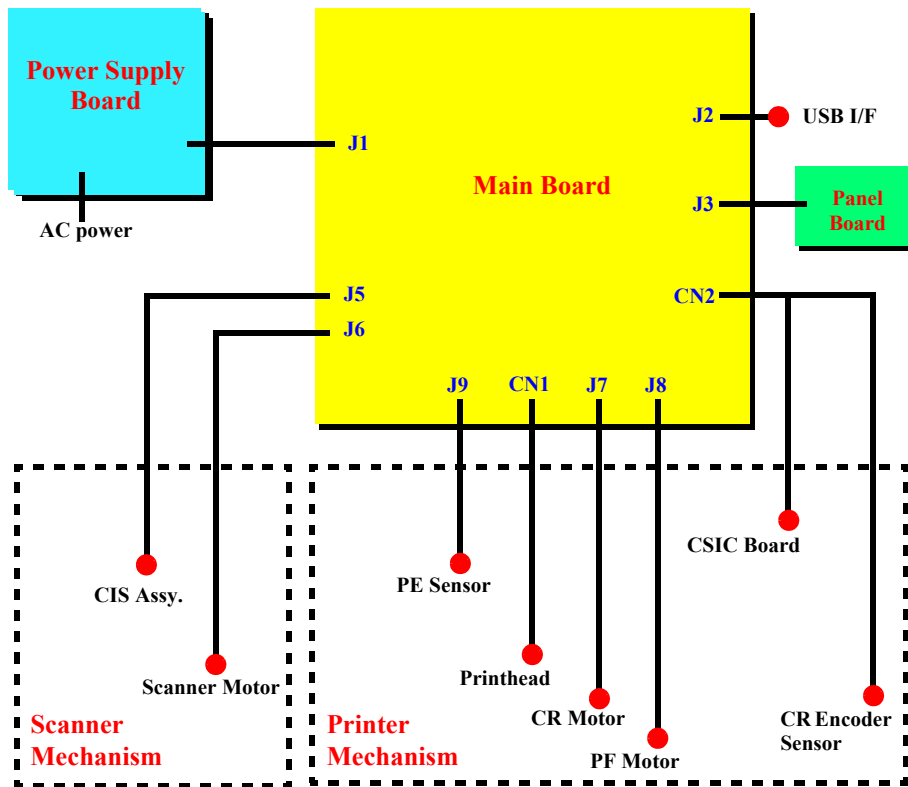 Power Supply
Board
J1
AC power
Main Board
J2
USB I/F
J3
Panel
Board
J5
J6
CN2
J9
CN1
J7
J8
CIS Assy.
Scanner Motor
Scanner
Mechanism
PE Sensor
Printhead
CR Motor
PF Motor
CSIC Board
CR Encoder
Sensor
Printer
Mechanism